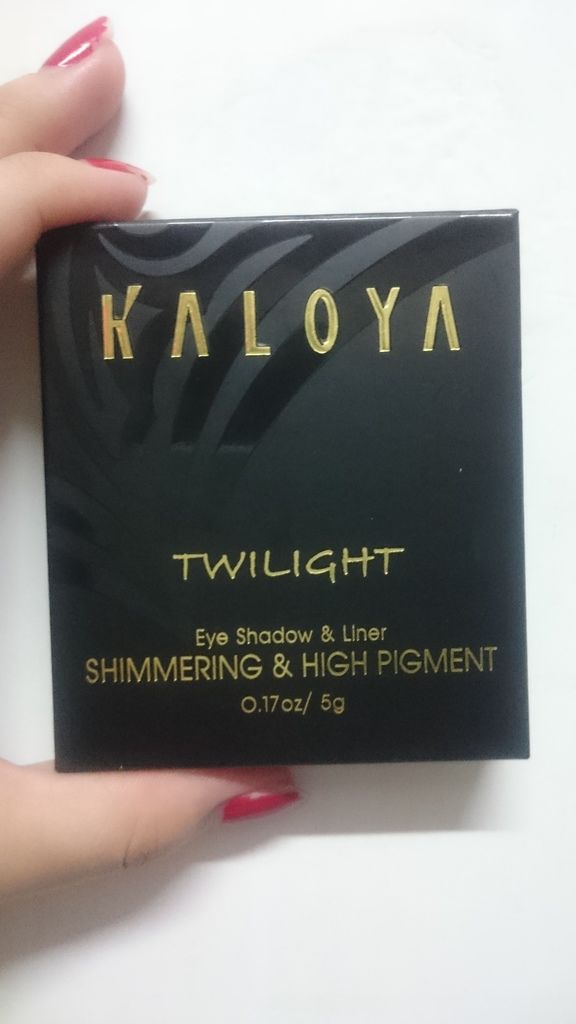 KALOYA
TWILIGHT
Eye Shadow & Liner
SHIMMERING & HIGH PIGMENT
0.17oz/ 5g